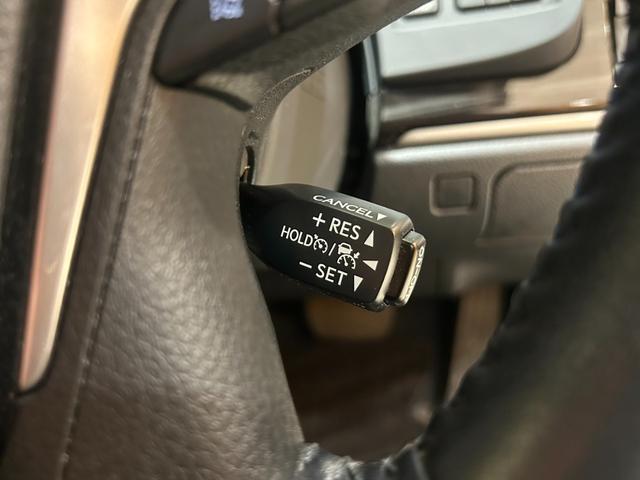 CANCEL▼
+ RES ▲
HOLD / ◀
− SET ▼